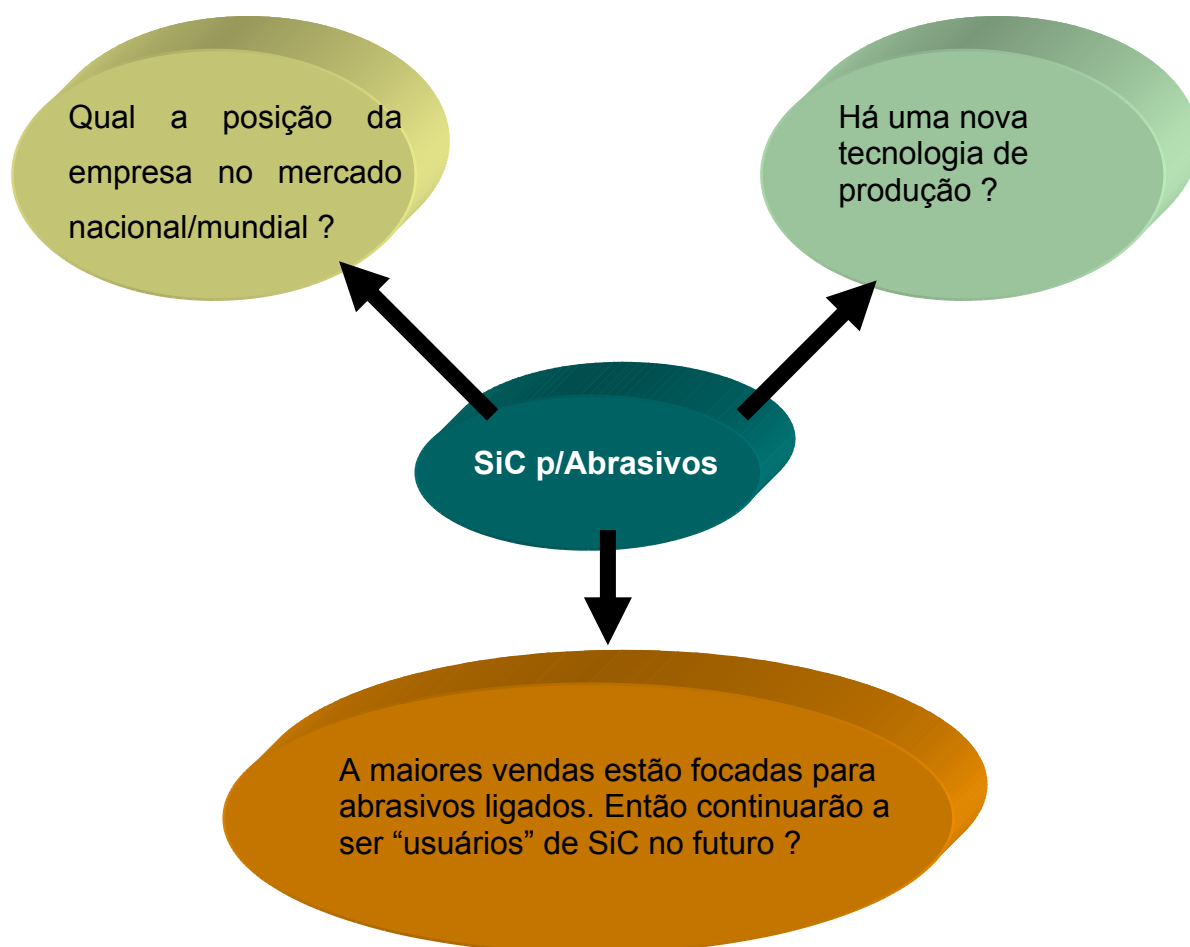 Qual a posição da
empresa no mercado
nacional/mundial ?
Há uma nova
tecnologia de
produção ?
SiC p/Abrasivos
A maiores vendas estão focadas para
abrasivos ligados. Então continuarão a
ser “usuários” de SiC no futuro ?